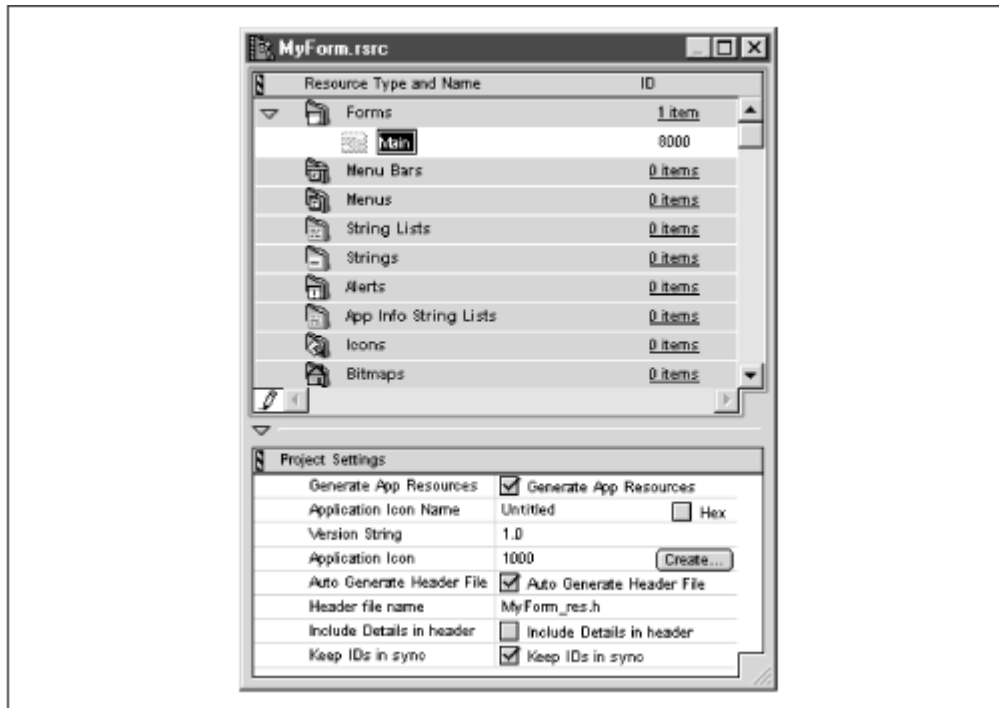 MyForm.rsrc
Resource Type and Name ID
Forms 1 item
Main 8000
Menu Bars 0 items
Menus 0 items
String Lists 0 items
Strings 0 items
Alerts 0 items
App Info String Lists 0 items
Icons 0 items
Bitmaps 0 items
Project Settings
Generate App Resources Generate App Resources
Application Icon Name Untitled Hex
Version String 1.0
Application Icon 1000 Create...
Auto Generate Header File Auto Generate Header File
Header file name MyForm_res.h
Include Details in header Include Details in header
Keep IDs in sync Keep IDs in sync